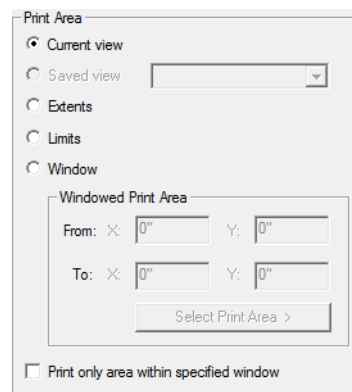 Print Area
Current view
Saved view
Extents
Limits
Window
Windowed Print Area
From: X: 0" Y: 0"
To: X: 0" Y: 0"
Select Print Area >
Print only area within specified window